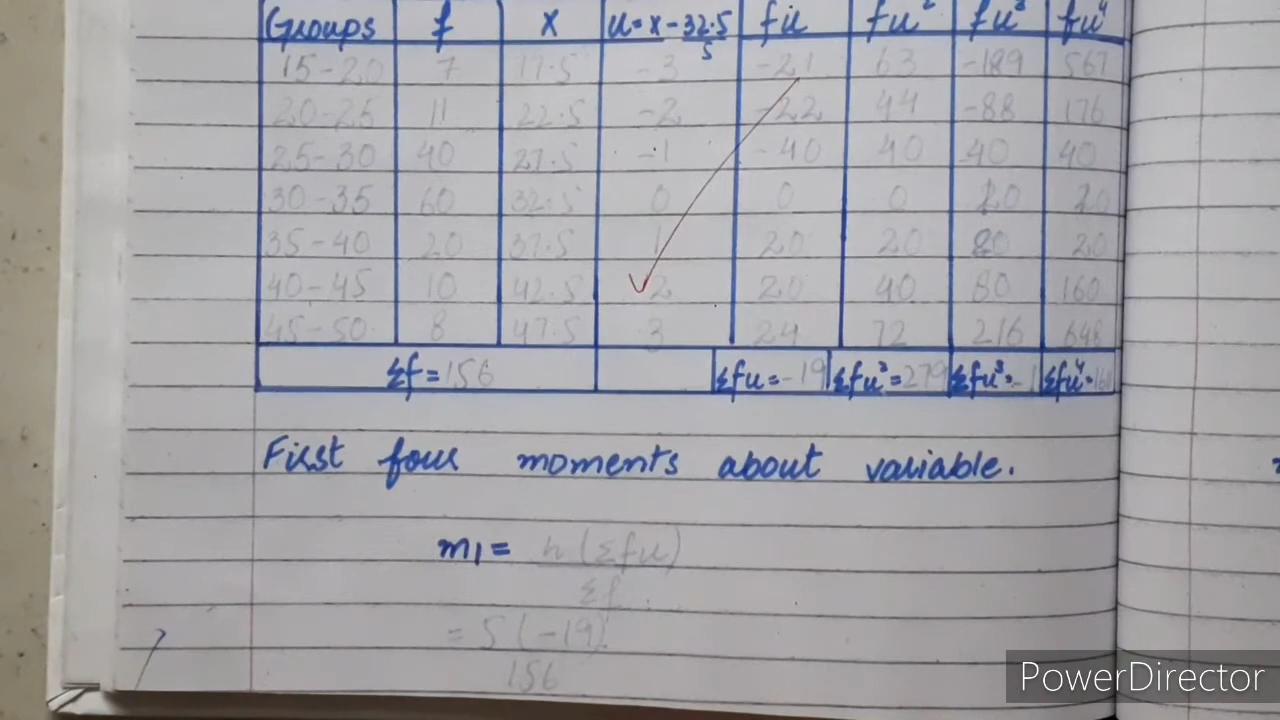 Groups f x u=x-32.5/5 fu fu² fu³ fu⁴
15-20 7 17.5 -3 -21 63 -189 567
20-25 11 22.5 -2 -22 44 -88 176
25-30 40 27.5 -1 -40 40 40 40
30-35 60 32.5 0 0 0 0
35-40 20 37.5 1 20 20 20
40-45 10 42.5 2 20 40 80 160
45-50 8 47.5 3 24 72 216 648
Σf=156 Σfu=-19 Σfu²=279 Σfu³=-1 Σfu⁴=
First four moments about variable.
m₁= h(Σfu)
Σf
= 5(-19)
156
PowerDirector